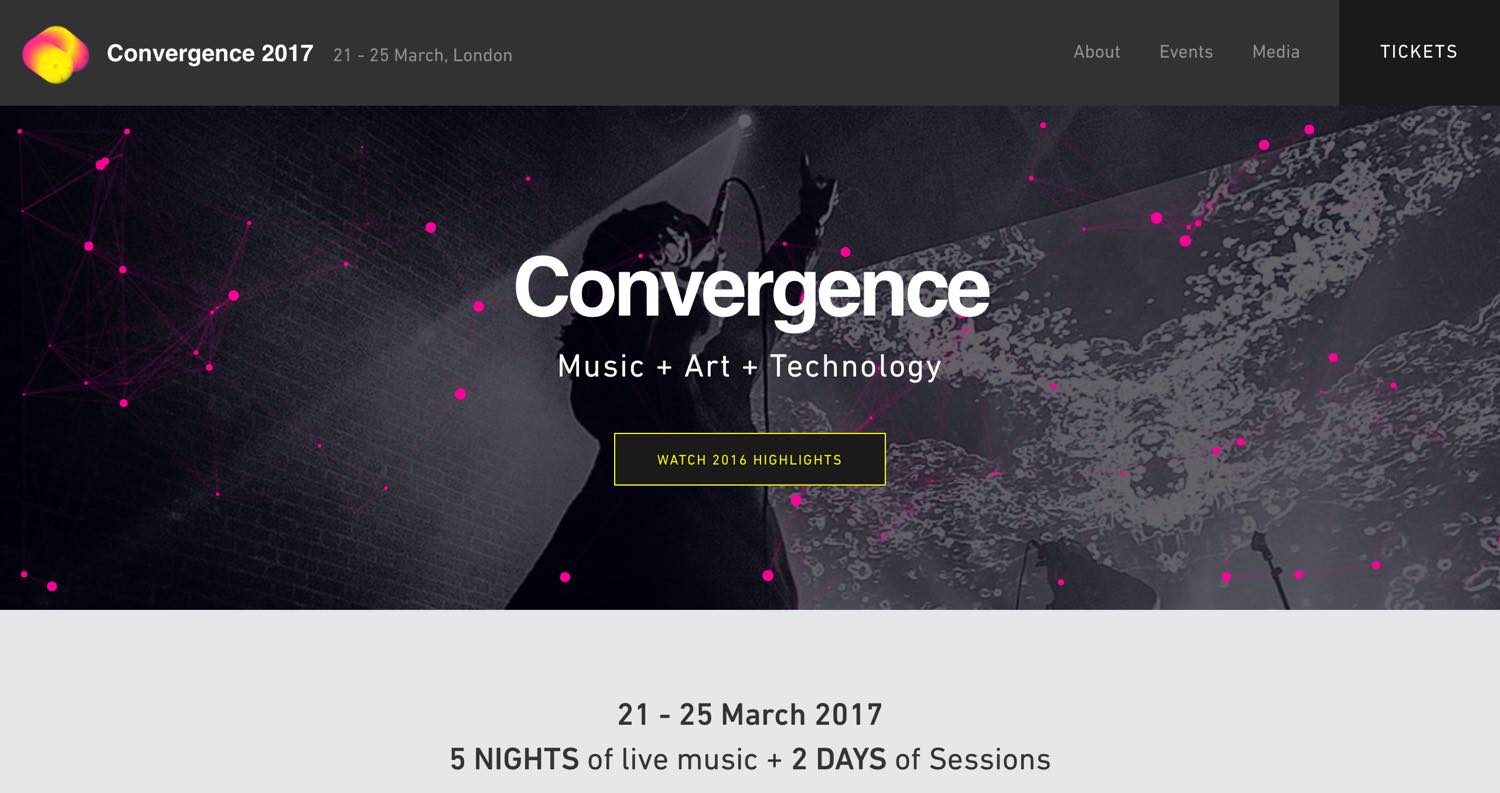 Convergence 2017 21 - 25 March, London
About Events Media TICKETS
Convergence
Music + Art + Technology
WATCH 2016 HIGHLIGHTS
21 - 25 March 2017
5 NIGHTS of live music + 2 DAYS of Sessions